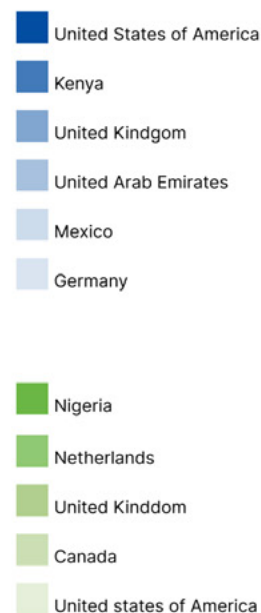 United States of America
Kenya
United Kindgom
United Arab Emirates
Mexico
Germany
Nigeria
Netherlands
United Kinddom
Canada
United states of America